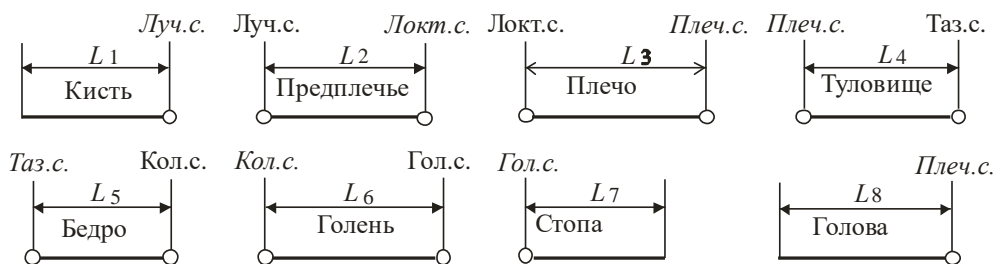 Луч.с. Луч.с. Локт.с. Локт.с. Плеч.с. Плеч.с. Таз.с.
L 1 L 2 L 3 L 4
Кисть Предплечье Плечо Туловище
Таз.с. Кол.с. Кол.с. Гол.с. Гол.с. Плеч.с.
L 5 L 6 L 7 L8
Бедро Голень Стопа Голова